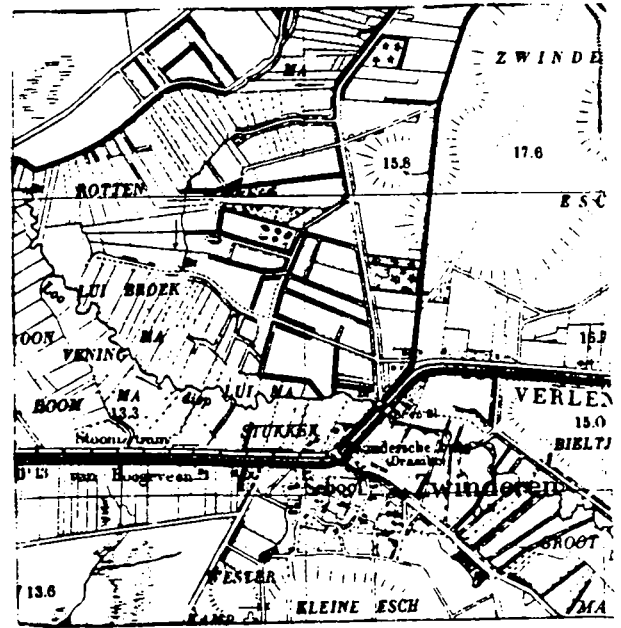 ZWINDE
MA
15.8
17.6
ROTTEN
ESC
LUI BROEK
OON
VENING
MA
BOOM
MA
13.3
diep
LUI MA
VERLEN
15.0
STUKKEN
BIELTJ
Stoomtram
van Hoogeveen
School
Zwinderen
GROOT
13.6
WESTER
KAMP
KLEINE ESCH
MA